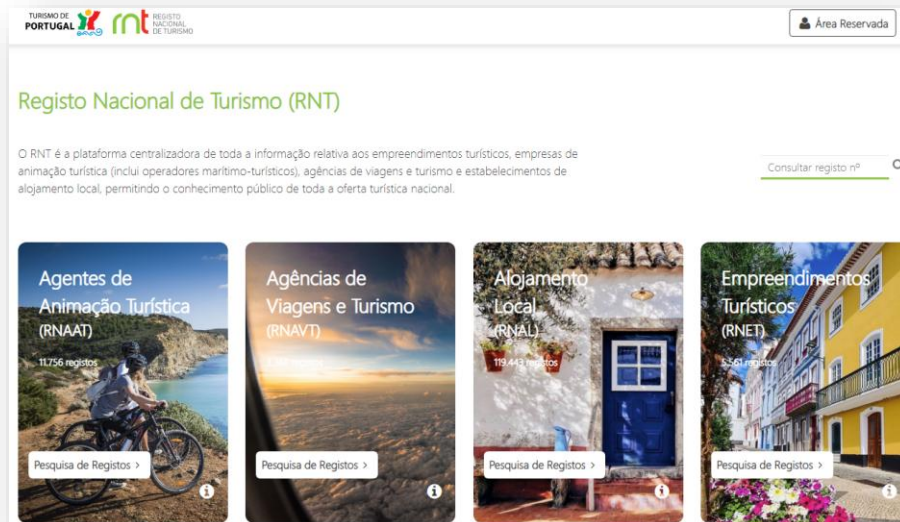 TURISMO DE
PORTUGAL
rnt
REGISTO
NACIONAL
DE TURISMO
Área Reservada
Registo Nacional de Turismo (RNT)
O RNT é a plataforma centralizadora de toda a informação relativa aos empreendimentos turísticos, empresas de
animação turística (inclui operadores marítimo-turísticos), agências de viagens e turismo e estabelecimentos de
alojamento local, permitindo o conhecimento público de toda a oferta turística nacional.
Consultar registo nº
Agentes de
Animação Turística
(RNAAT)
11.756 registos
Pesquisa de Registos >
Agências de
Viagens e Turismo
(RNAVT)
registos
Pesquisa de Registos >
Alojamento
Local
(RNAL)
119.443 registos
Pesquisa de Registos >
Empreendimentos
Turísticos
(RNET)
5.561 registos
Pesquisa de Registos >